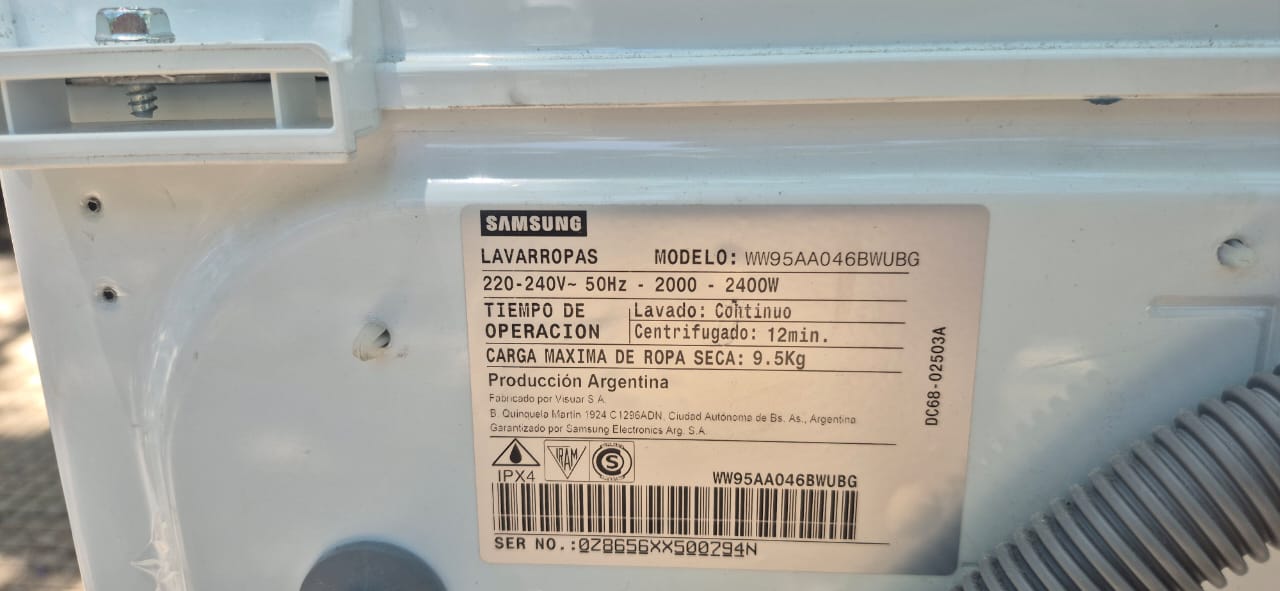 SAMSUNG
LAVARROPAS MODELO: WW95AA046BWUBG
220-240V~ 50Hz - 2000 - 2400W
TIEMPO DE OPERACION
Lavado: Continuo
Centrifugado: 12min.
CARGA MAXIMA DE ROPA SECA: 9.5Kg
Producción Argentina
Fabricado por Visuar S.A.
B. Quinquela Martín 1924 C1296ADN, Ciudad Autónoma de Bs. As., Argentina
Garantizado por Samsung Electronics Arg. S.A.
DC68-02503A
IRAM
S
IPX4
WW95AA046BWUBG
SER NO.:0Z8656XX500294N